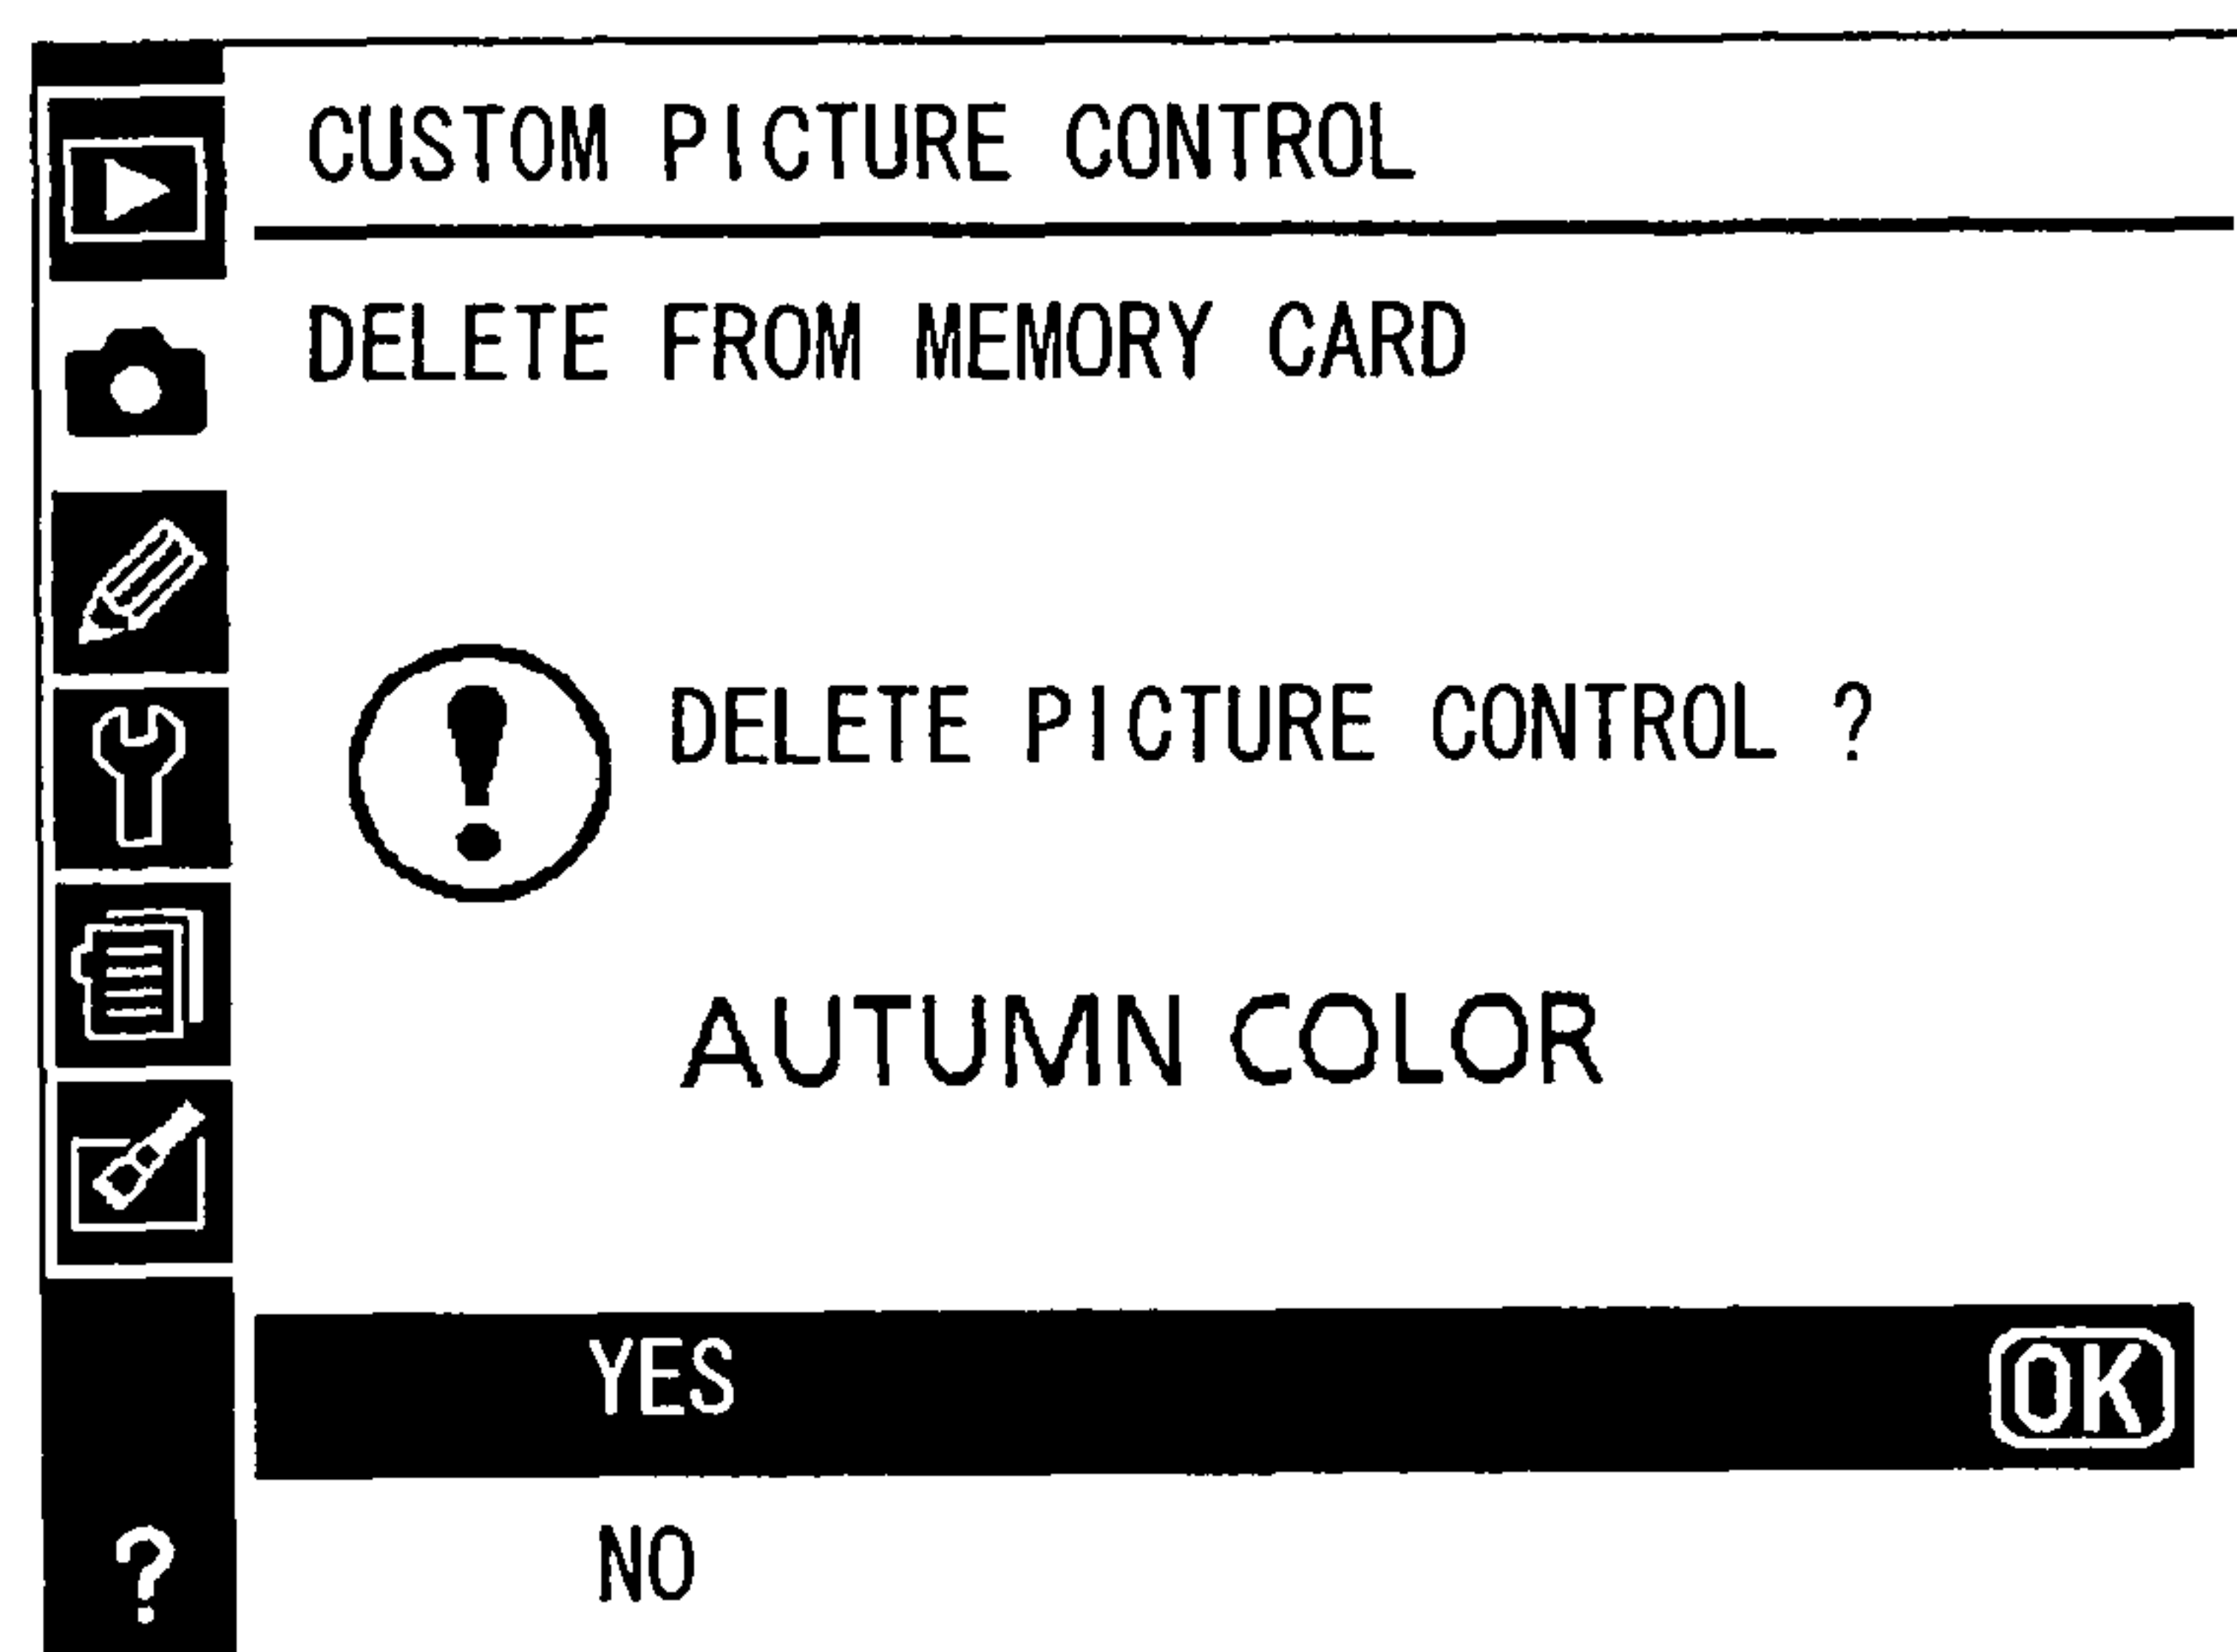 CUSTOM PICTURE CONTROL
DELETE FROM MEMORY CARD
DELETE PICTURE CONTROL ?
AUTUMN COLOR
YES OK
? NO